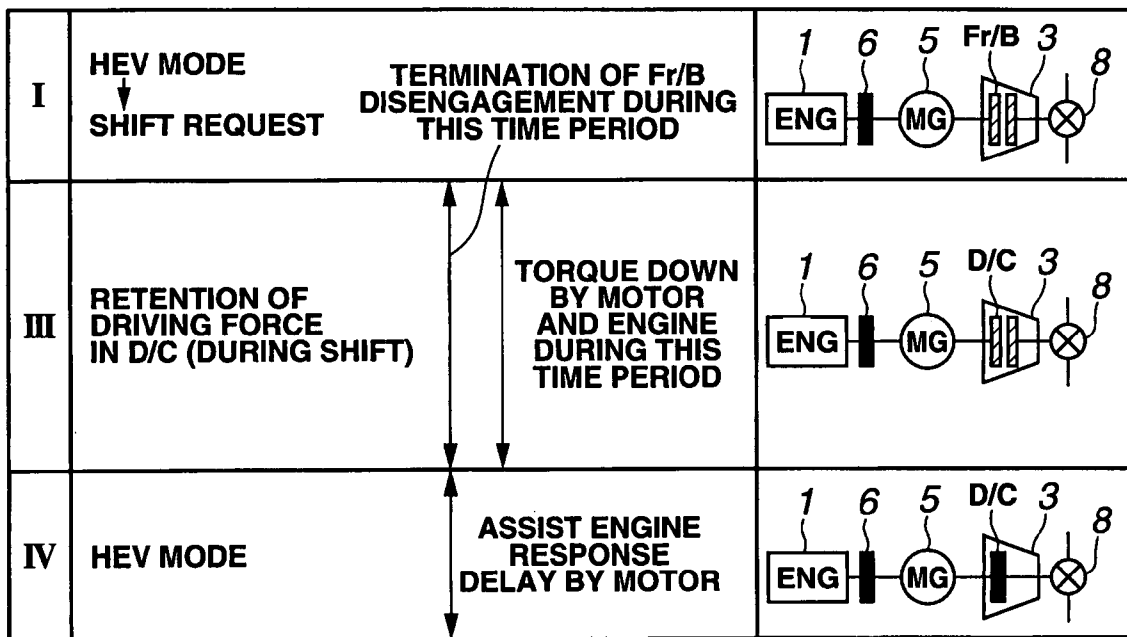 I
HEV MODE
SHIFT REQUEST
TERMINATION OF Fr/B
DISENGAGEMENT DURING
THIS TIME PERIOD
1 6 5 Fr/B 3 8
ENG MG
III
RETENTION OF
DRIVING FORCE
IN D/C (DURING SHIFT)
TORQUE DOWN
BY MOTOR
AND ENGINE
DURING THIS
TIME PERIOD
1 6 5 D/C 3 8
ENG MG
IV
HEV MODE
ASSIST ENGINE
RESPONSE
DELAY BY MOTOR
1 6 5 D/C 3 8
ENG MG